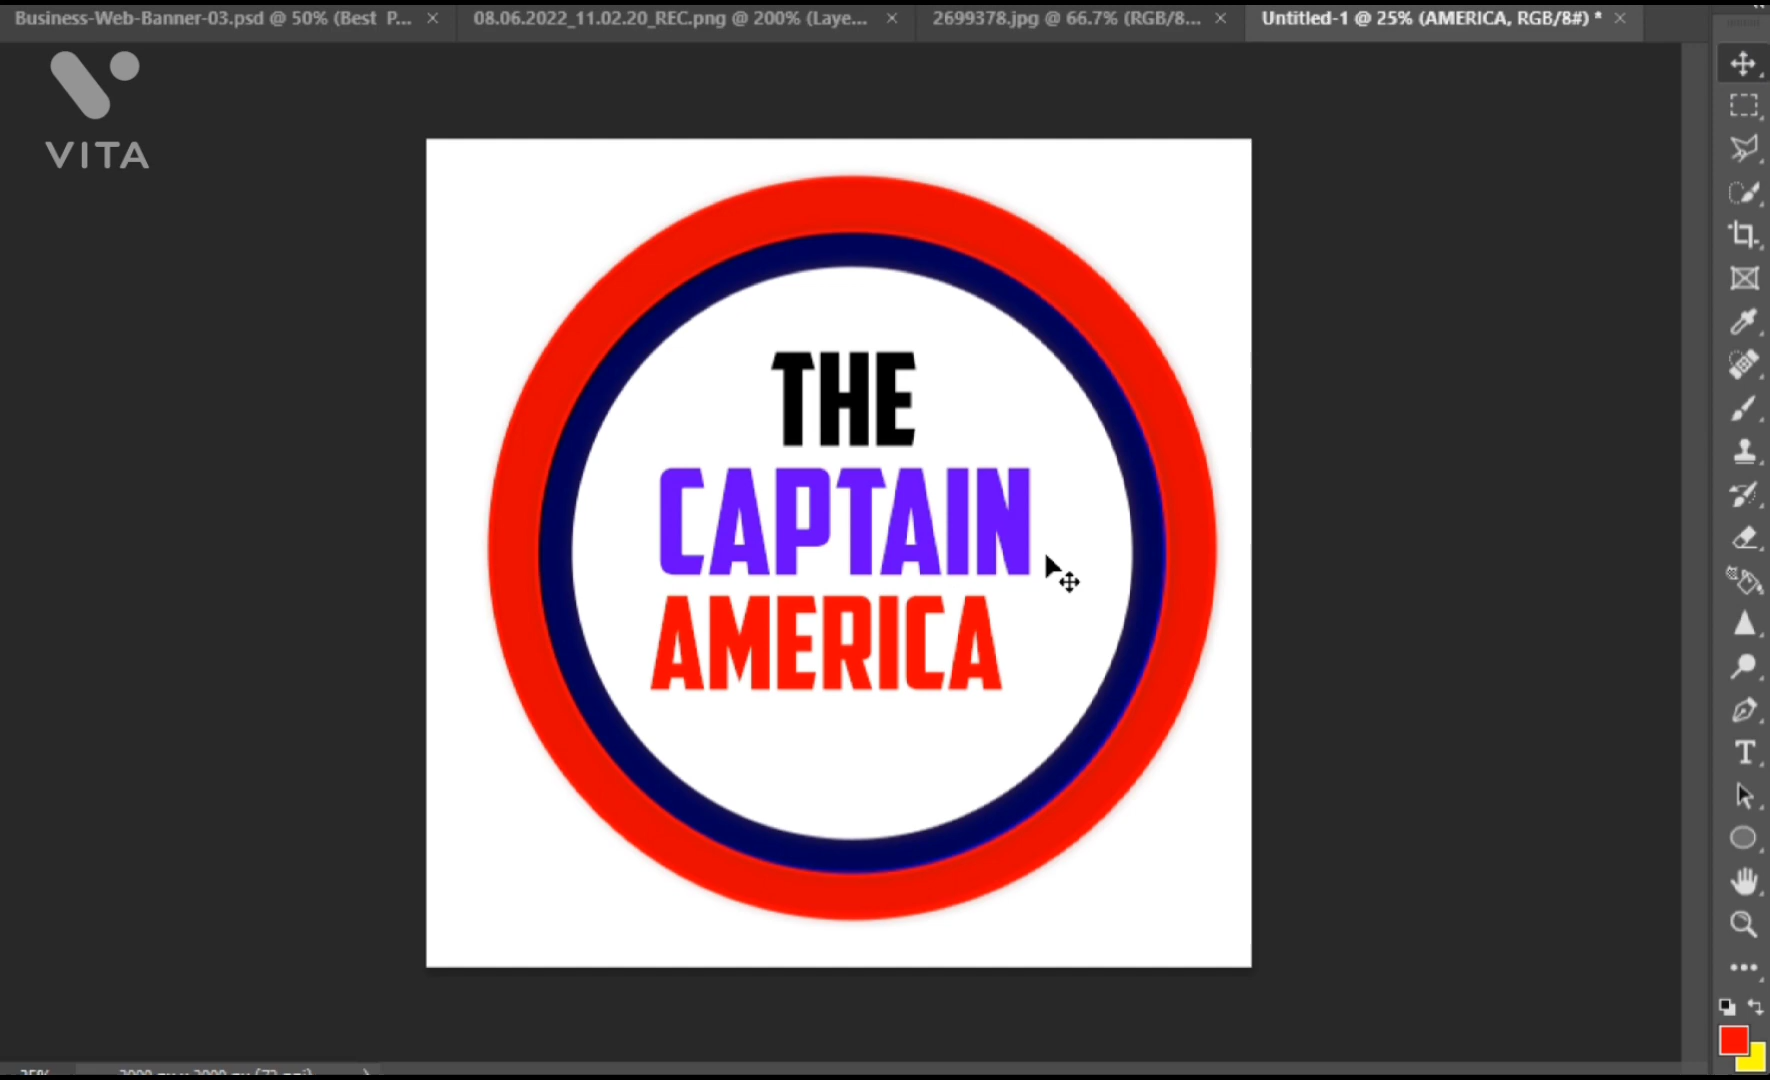 Business-Web-Banner-03.psd @ 50% (Best P... ×
08.06.2022_11.02.20_REC.png @ 200% (Laye... ×
2699378.jpg @ 66.7% (RGB/8... ×
Untitled-1 @ 25% (AMERICA, RGB/8#) * ×
VITA
THE
CAPTAIN
AMERICA